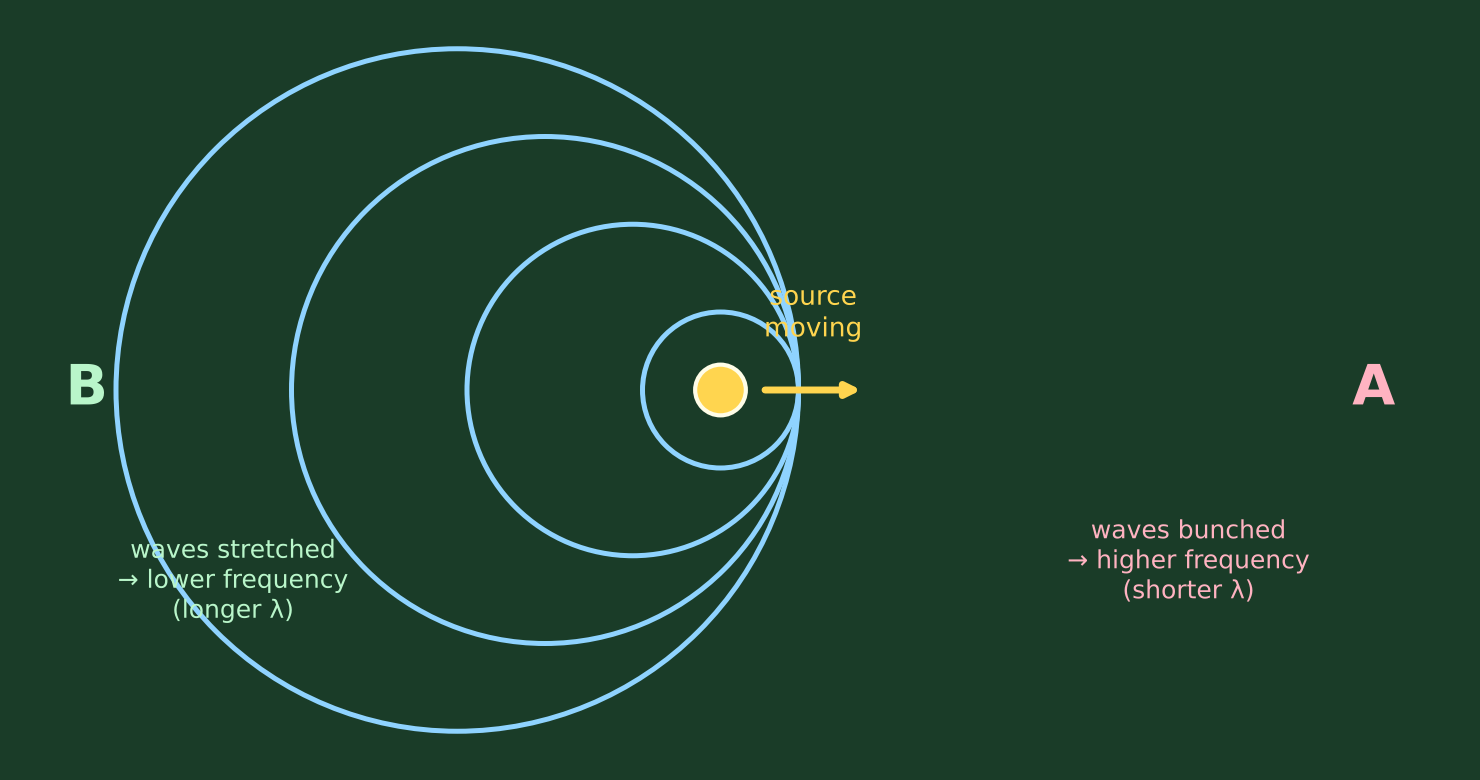 source
moving
B
A
waves stretched
→ lower frequency
(longer λ)
waves bunched
→ higher frequency
(shorter λ)